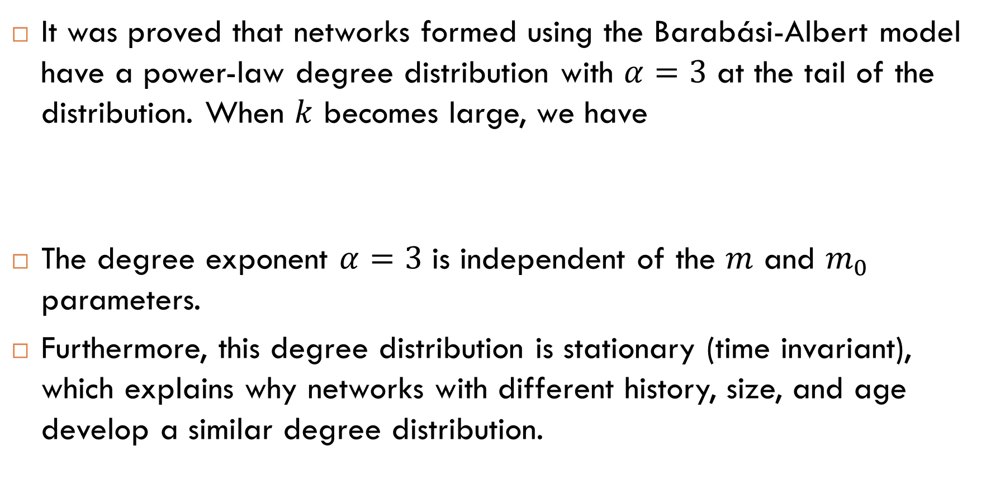 It was proved that networks formed using the Barabási-Albert model
have a power-law degree distribution with α = 3 at the tail of the
distribution. When k becomes large, we have
The degree exponent α = 3 is independent of the m and m₀
parameters.
Furthermore, this degree distribution is stationary (time invariant),
which explains why networks with different history, size, and age
develop a similar degree distribution.